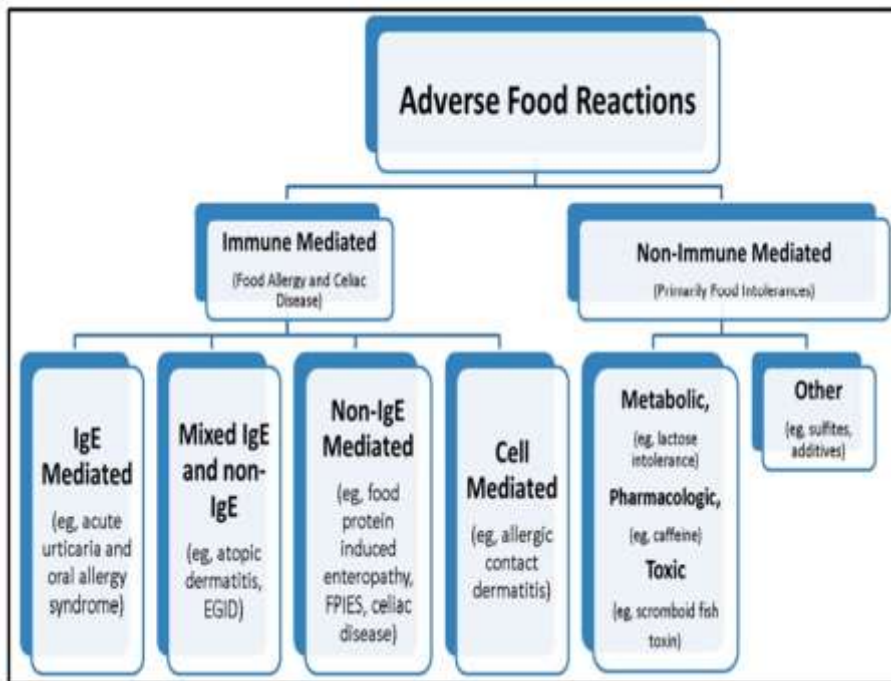 Adverse Food Reactions
Immune Mediated
(Food Allergy and Celiac
Disease)
Non-Immune Mediated
(Primarily Food Intolerances)
IgE
Mediated
(eg, acute
urticaria and
oral allergy
syndrome)
Mixed IgE
and non-
IgE
(eg, atopic
dermatitis,
EGID)
Non-IgE
Mediated
(eg, food
protein
induced
enteropathy,
FPIES, celiac
disease)
Cell
Mediated
(eg, allergic
contact
dermatitis)
Metabolic,
(eg, lactose
intolerance)
Pharmacologic,
(eg, caffeine)
Toxic
(eg, scromboid fish
toxin)
Other
(eg, sulfites,
additives)